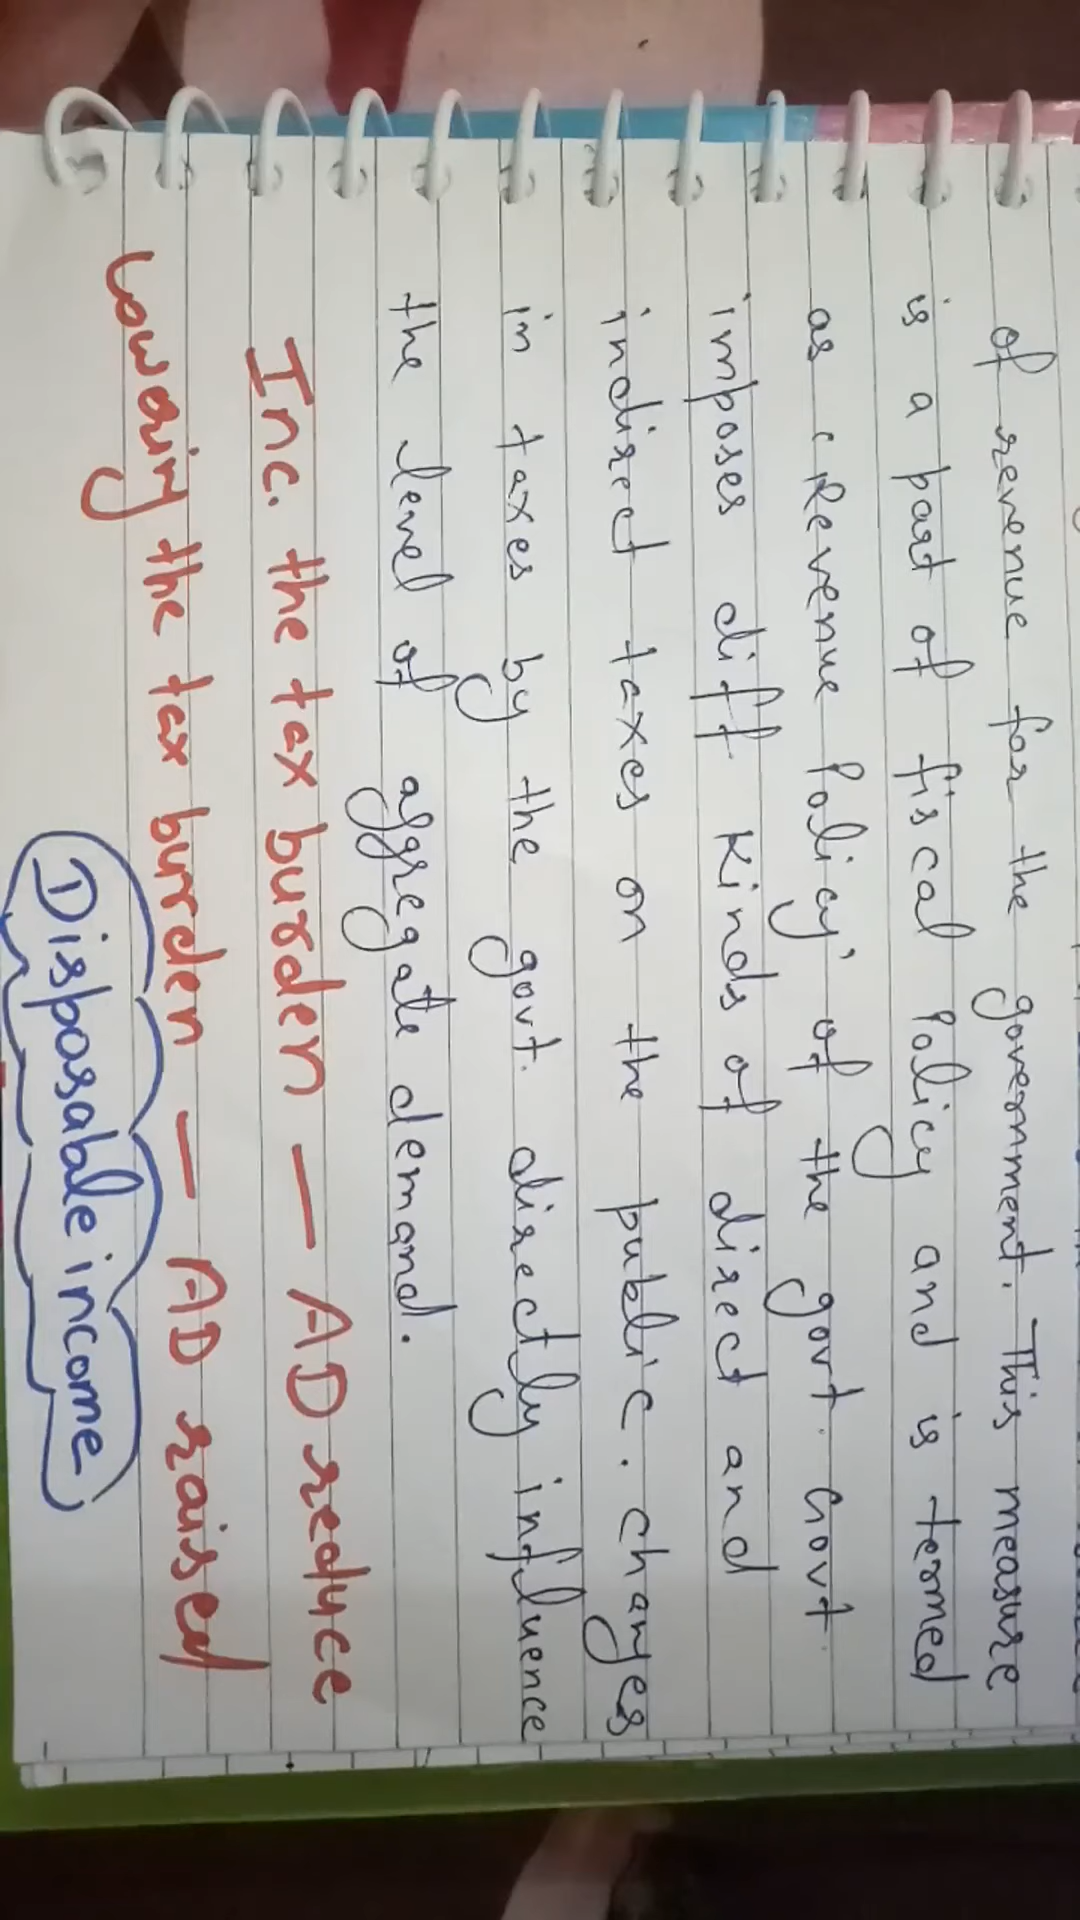 of revenue for the government. This measure
is a part of fiscal Policy and is termed
as 'Revenue Policy' of the govt. Govt.
imposes diff. kinds of direct and
indirect taxes on the public. changes
in taxes by the govt. directly influence
the level of aggregate demand.
Inc. the tax burden — AD reduce
Lowering the tax burden — AD raised
Disposable income